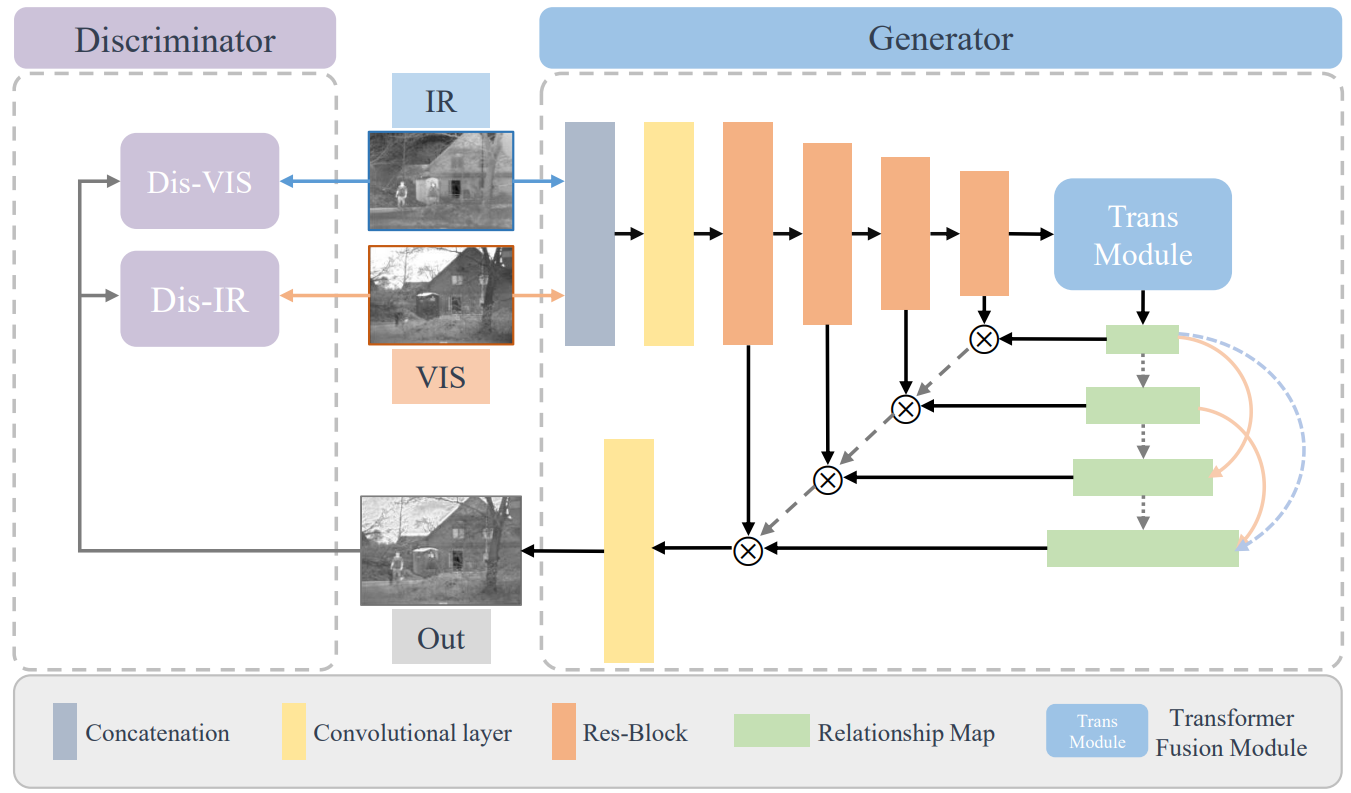 Discriminator
Generator
IR
Dis-VIS
Dis-IR
VIS
Trans
Module
Out
Concatenation
Convolutional layer
Res-Block
Relationship Map
Trans
Module
Transformer
Fusion Module